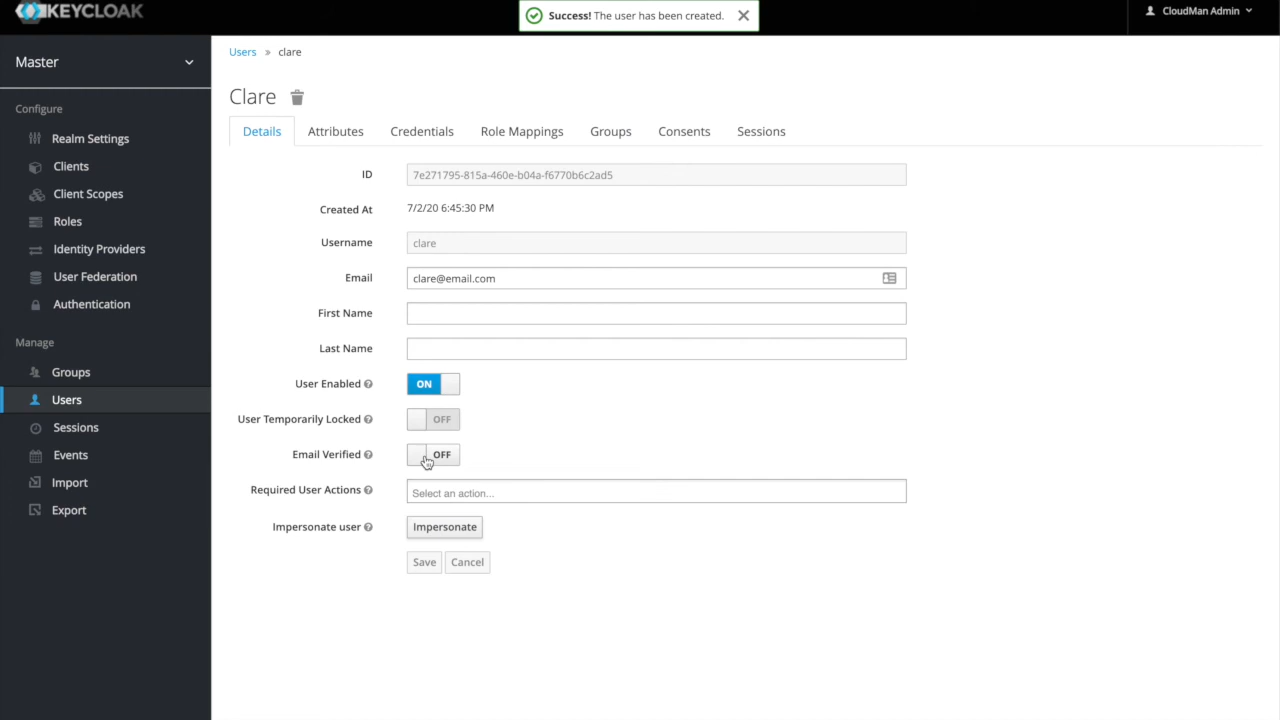 KEYCLOAK
Success! The user has been created.
CloudMan Admin
Master
Configure
Realm Settings
Clients
Client Scopes
Roles
Identity Providers
User Federation
Authentication
Manage
Groups
Users
Sessions
Events
Import
Export
Users » clare
Clare
Details Attributes Credentials Role Mappings Groups Consents Sessions
ID 7e271795-815a-460e-b04a-f6770b6c2ad5
Created At 7/2/20 6:45:30 PM
Username clare
Email clare@email.com
First Name
Last Name
User Enabled ON
User Temporarily Locked OFF
Email Verified OFF
Required User Actions Select an action...
Impersonate user Impersonate
Save Cancel